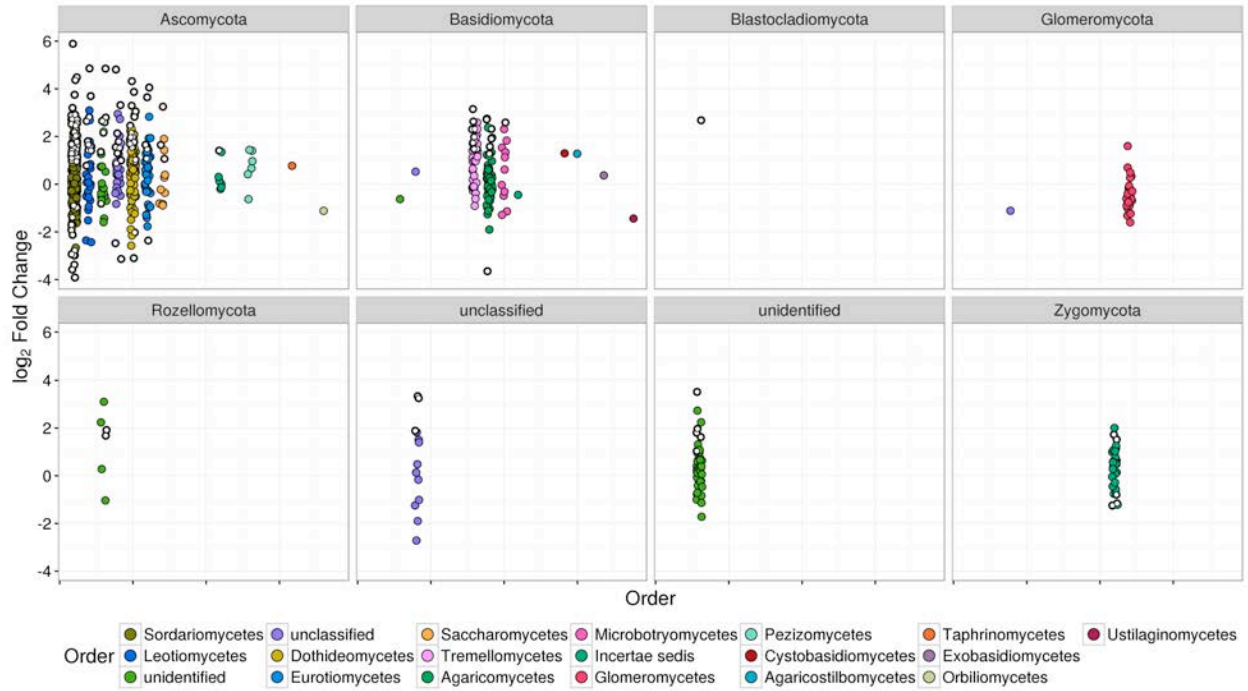 Ascomycota Basidiomycota Blastocladiomycota Glomeromycota
6
4
2
0
-2
-4
Rozellomycota unclassified unidentified Zygomycota
6
4
2
0
-2
-4
log₂ Fold Change
Order
Order
Sordariomycetes unclassified Saccharomycetes Microbotryomycetes Pezizomycetes Taphrinomycetes Ustilaginomycetes
Leotiomycetes Dothideomycetes Tremellomycetes Incertae sedis Cystobasidiomycetes Exobasidiomycetes
unidentified Eurotiomycetes Agaricomycetes Glomeromycetes Agaricostilbomycetes Orbiliomycetes